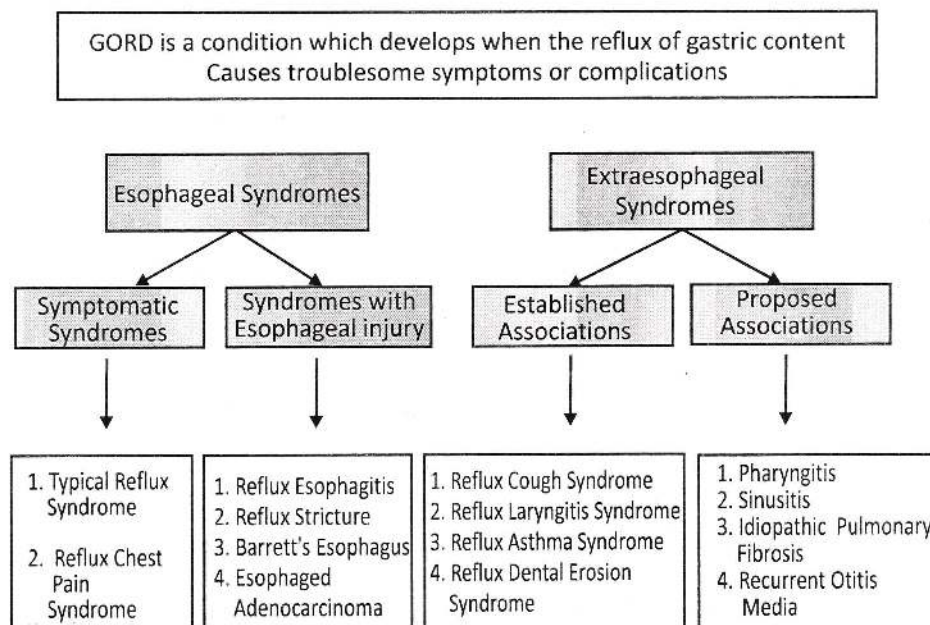 GORD is a condition which develops when the reflux of gastric content
Causes troublesome symptoms or complications
Esophageal Syndromes
Extraesophageal
Syndromes
Symptomatic
Syndromes
Syndromes with
Esophageal injury
Established
Associations
Proposed
Associations
1. Typical Reflux
Syndrome
2. Reflux Chest
Pain
Syndrome
1. Reflux Esophagitis
2. Reflux Stricture
3. Barrett's Esophagus
4. Esophaged
Adenocarcinoma
1. Reflux Cough Syndrome
2. Reflux Laryngitis Syndrome
3. Reflux Asthma Syndrome
4. Reflux Dental Erosion
Syndrome
1. Pharyngitis
2. Sinusitis
3. Idiopathic Pulmonary
Fibrosis
4. Recurrent Otitis
Media